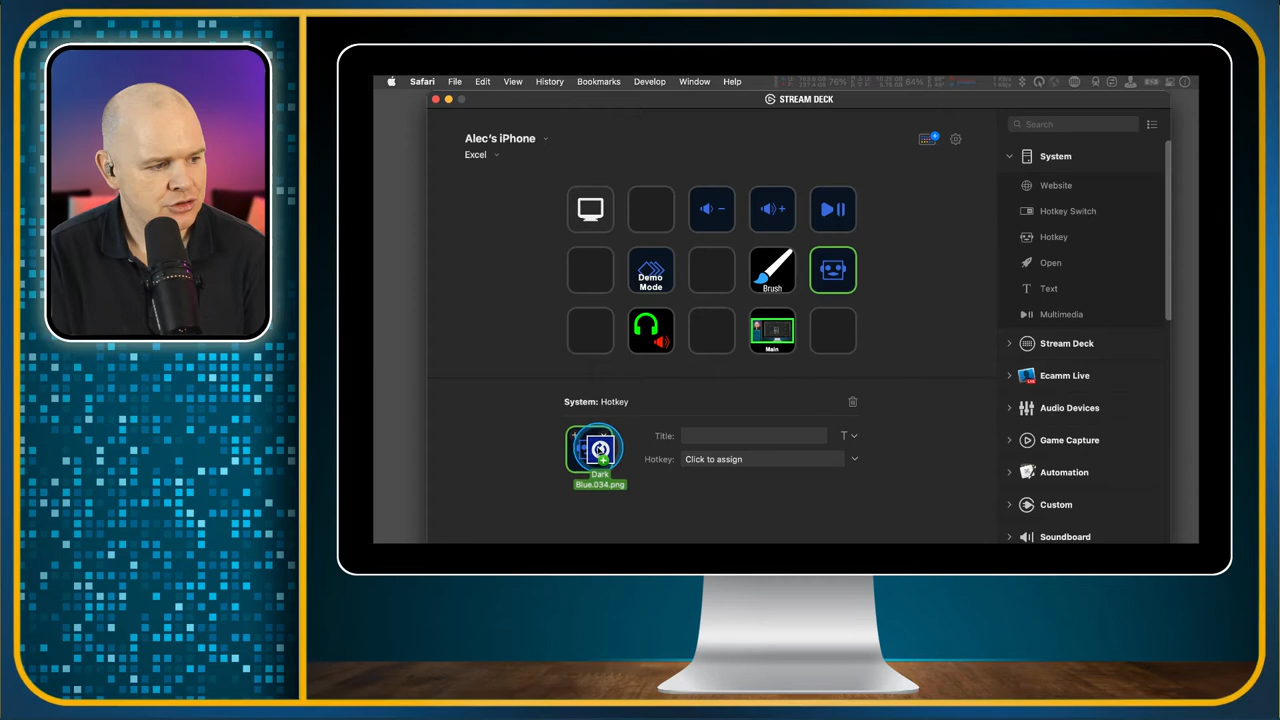 Safari File Edit View History Bookmarks Develop Window Help
STREAM DECK
Alec's iPhone
Excel
Search
System
Website
Hotkey Switch
Hotkey
Open
Text
Multimedia
Stream Deck
Ecamm Live
Audio Devices
Game Capture
Automation
Custom
Soundboard
Demo
Mode
Brush
Main
System: Hotkey
Title:
T
Hotkey: Click to assign
Dark
Blue.034.png